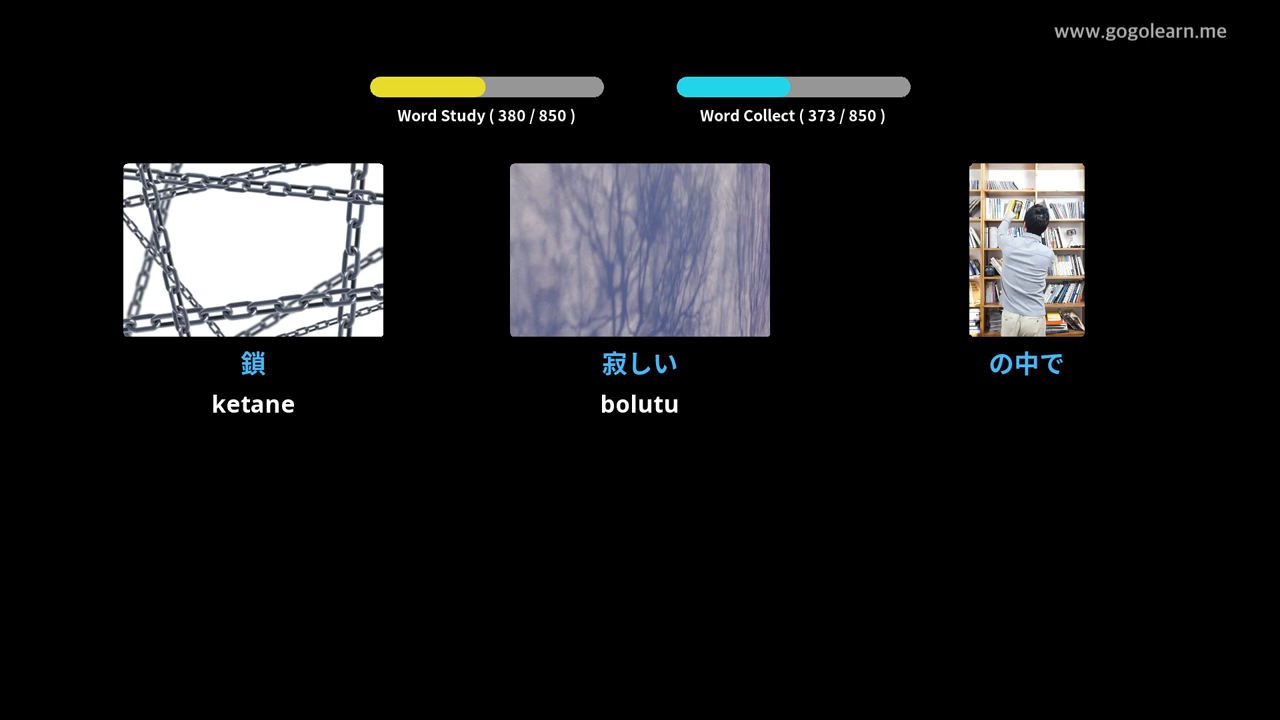 www.gogolearn.me
Word Study ( 380 / 850 )
Word Collect ( 373 / 850 )
鎖
寂しい
の中で
ketane
bolutu